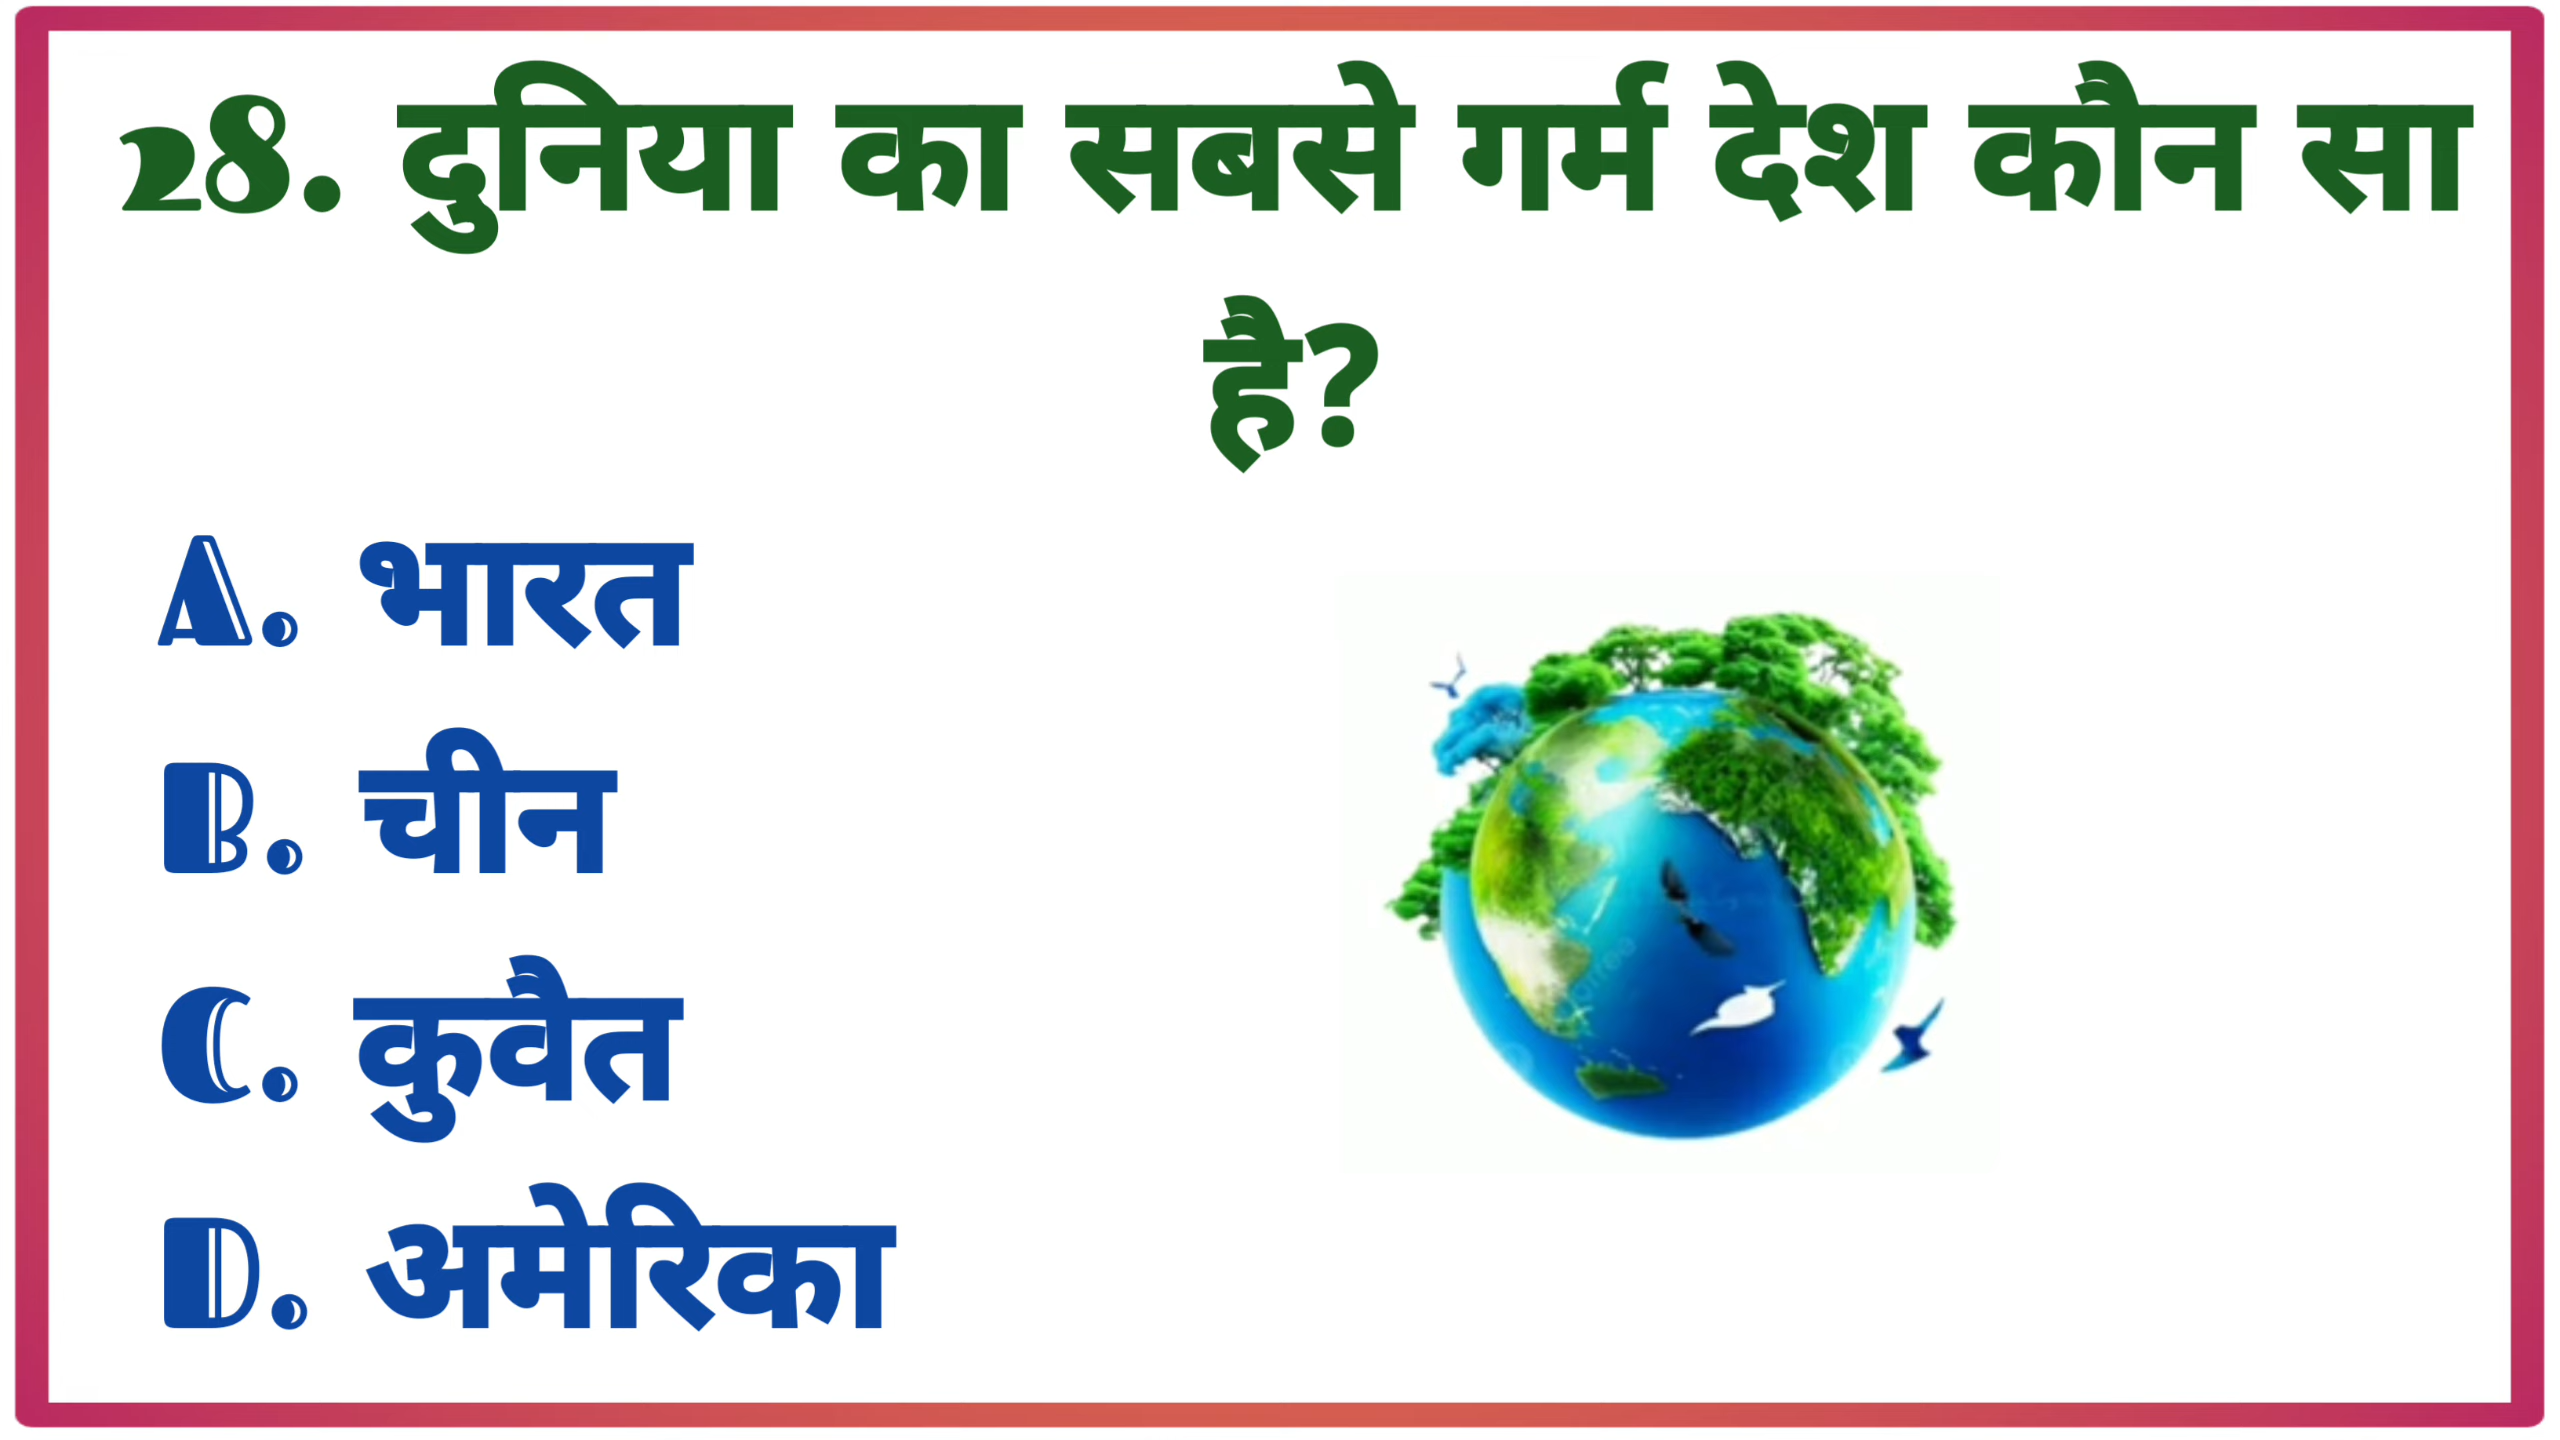 28. दुनिया का सबसे गर्म देश कौन सा
है?
A. भारत
B. चीन
C. कुवैत
D. अमेरिका